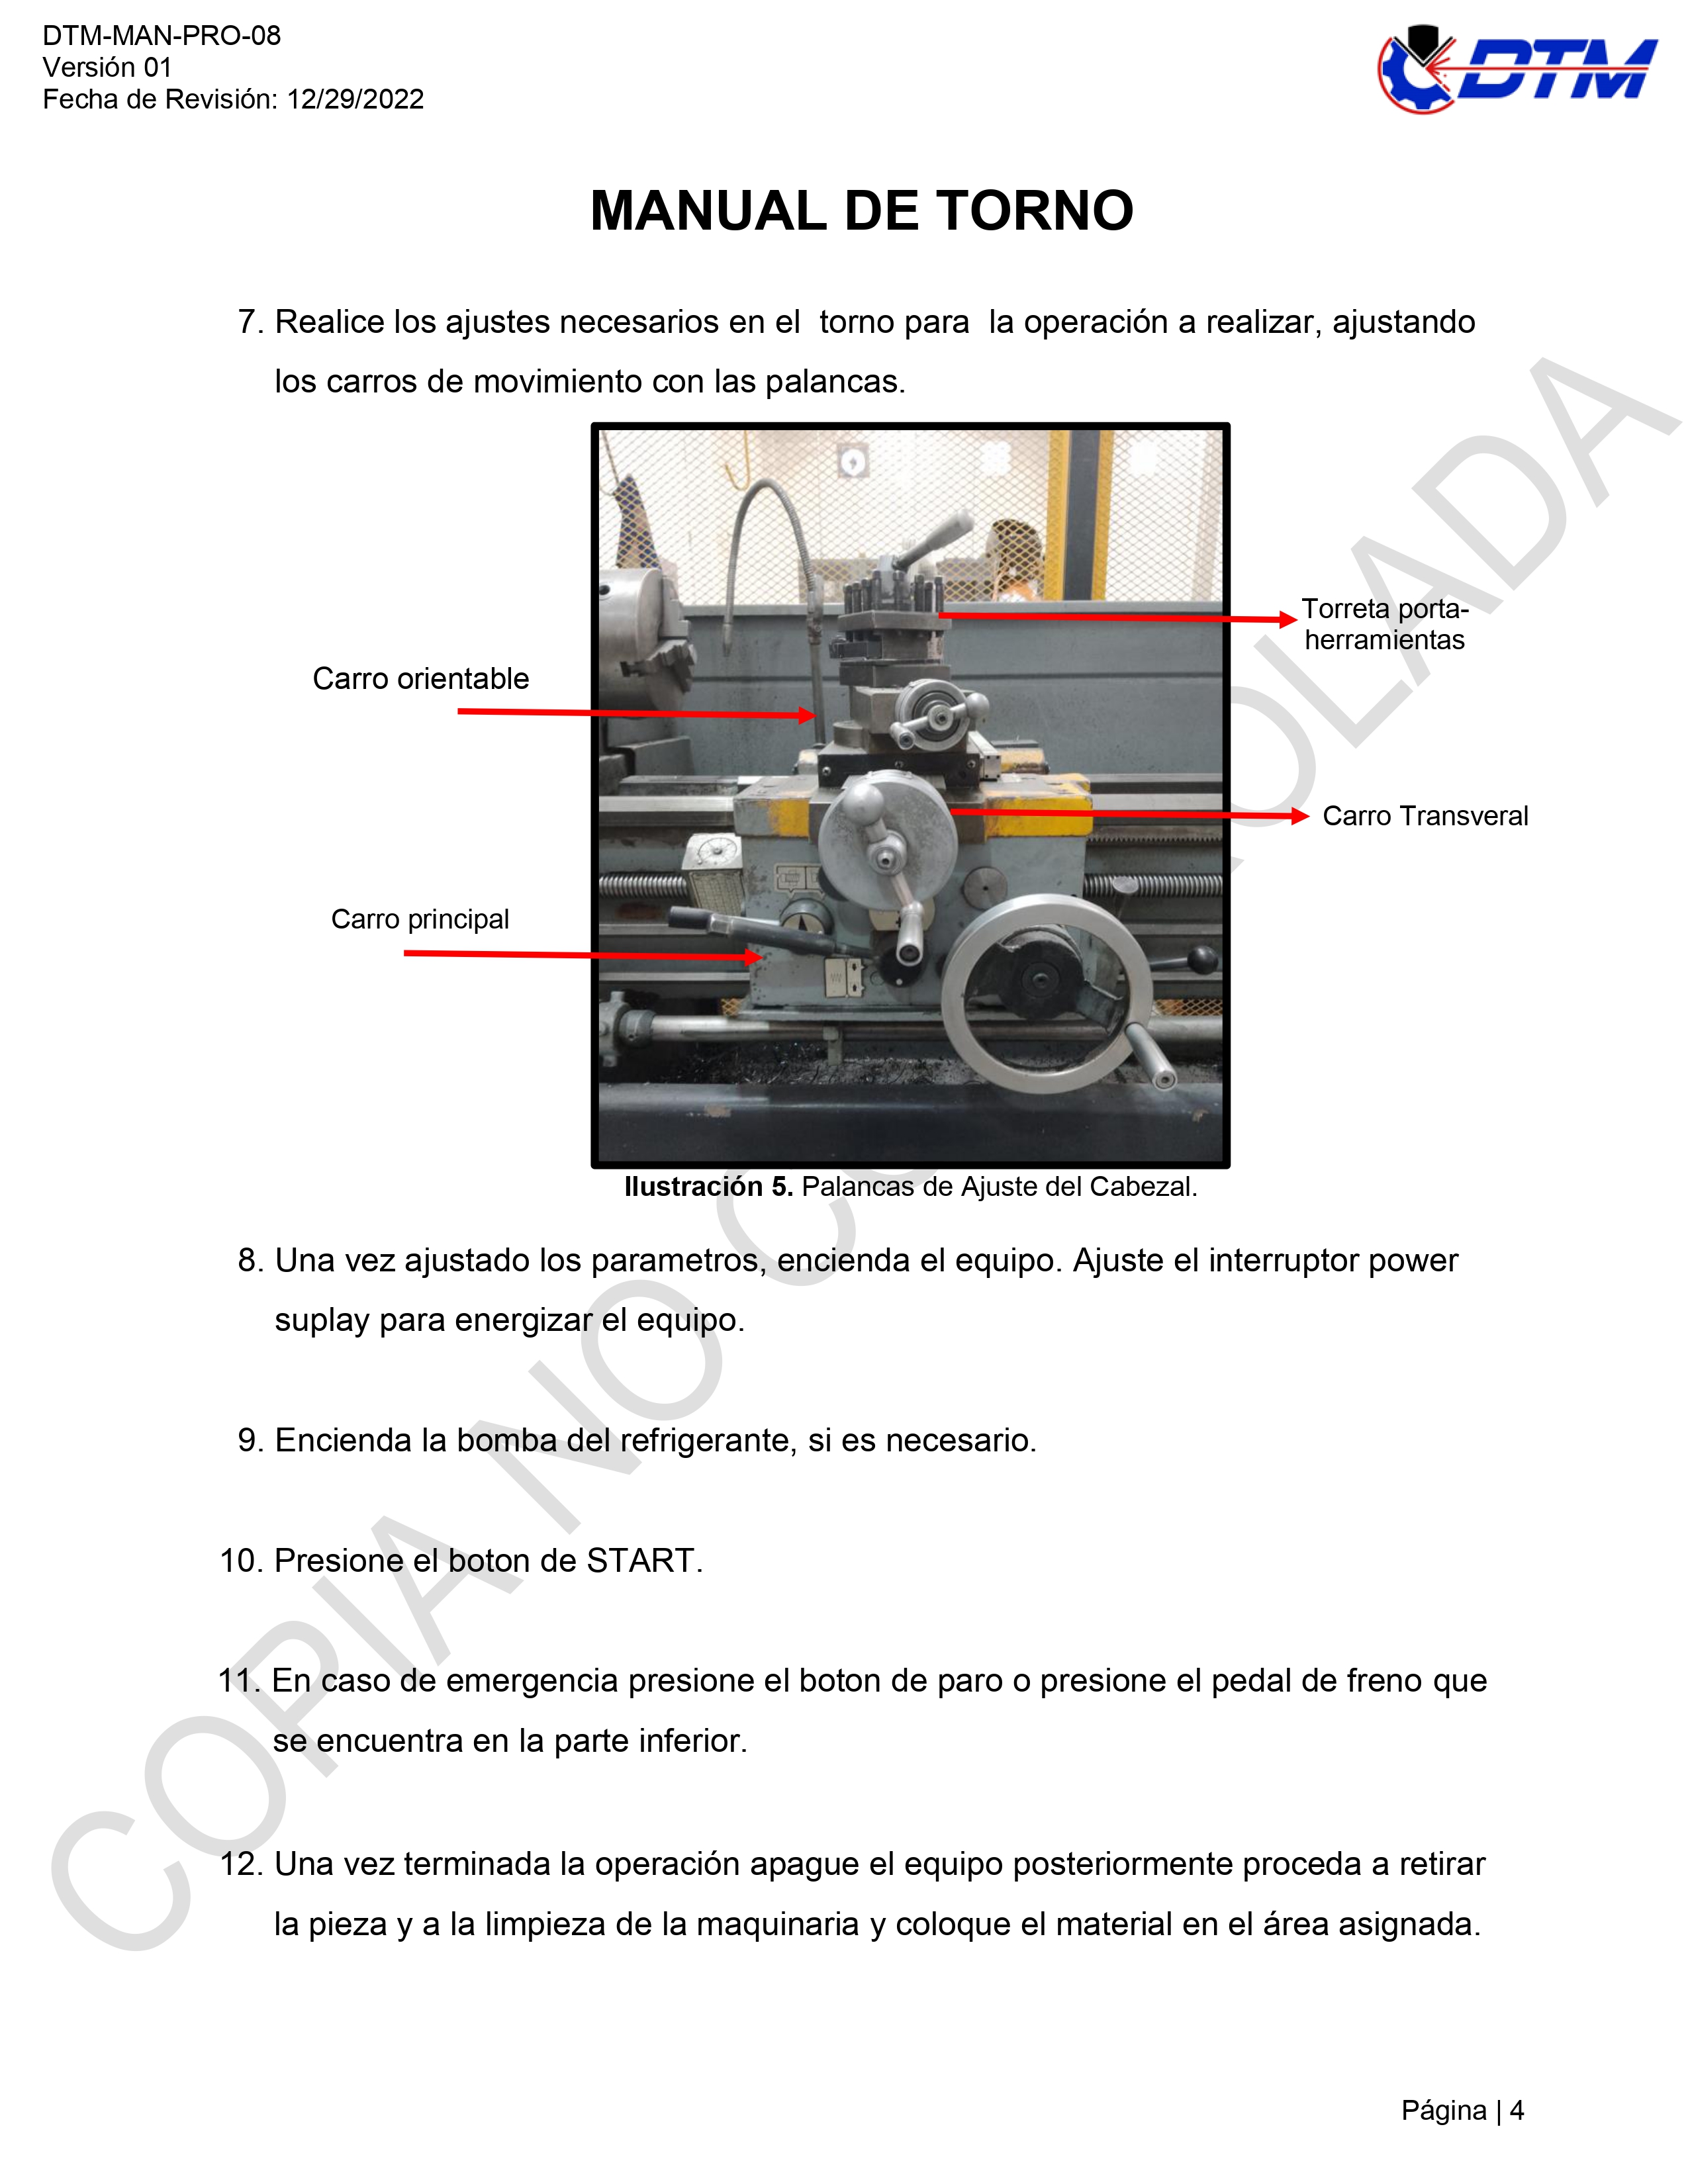 DTM-MAN-PRO-08
Versión 01
Fecha de Revisión: 12/29/2022
DTM
MANUAL DE TORNO
7. Realice los ajustes necesarios en el torno para la operación a realizar, ajustando
los carros de movimiento con las palancas.
Torreta porta-
herramientas
Carro orientable
Carro Transveral
Carro principal
Ilustración 5. Palancas de Ajuste del Cabezal.
8. Una vez ajustado los parametros, encienda el equipo. Ajuste el interruptor power
suplay para energizar el equipo.
9. Encienda la bomba del refrigerante, si es necesario.
10. Presione el boton de START.
11. En caso de emergencia presione el boton de paro o presione el pedal de freno que
se encuentra en la parte inferior.
12. Una vez terminada la operación apague el equipo posteriormente proceda a retirar
la pieza y a la limpieza de la maquinaria y coloque el material en el área asignada.
Página | 4